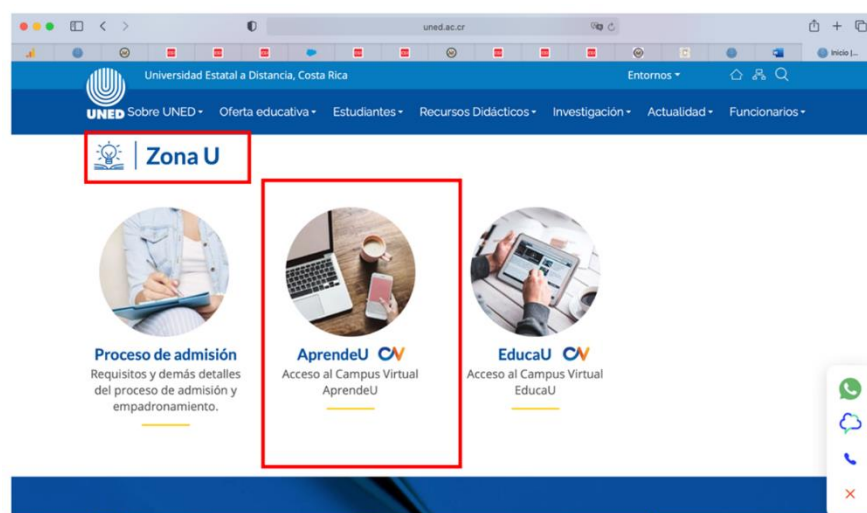 uned.ac.cr
Inicio |...
Universidad Estatal a Distancia, Costa Rica
Entornos
UNED
Sobre UNED
Oferta educativa
Estudiantes
Recursos Didácticos
Investigación
Actualidad
Funcionarios
Zona U
Proceso de admisión
Requisitos y demás detalles
del proceso de admisión y
empadronamiento.
AprendeU CV
Acceso al Campus Virtual
AprendeU
EducaU CV
Acceso al Campus Virtual
EducaU